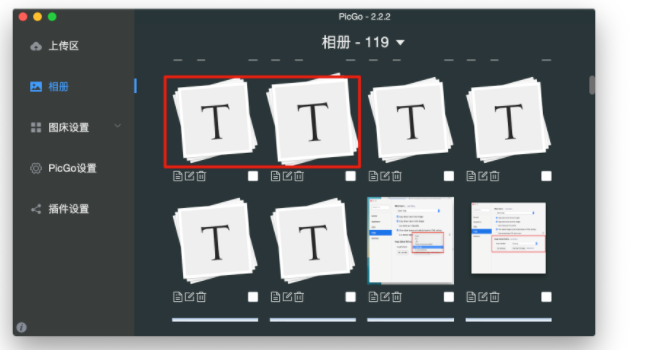 PicGo - 2.2.2
上传区
相册 - 119
相册
图床设置
PicGo设置
插件设置
T T T T
T T